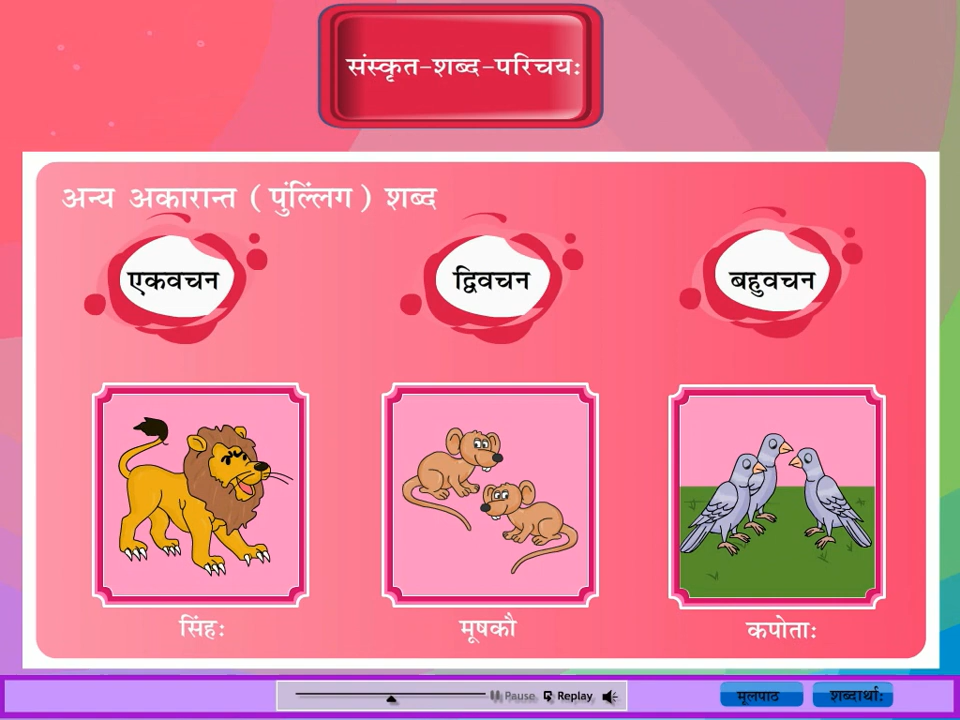 संस्कृत-शब्द-परिचय:
अन्य अकारान्त ( पुंल्लिंग ) शब्द
एकवचन
द्विवचन
बहुवचन
सिंह:
मूषकौ
कपोता:
Pause
Replay
मूलपाठ
शब्दार्था: